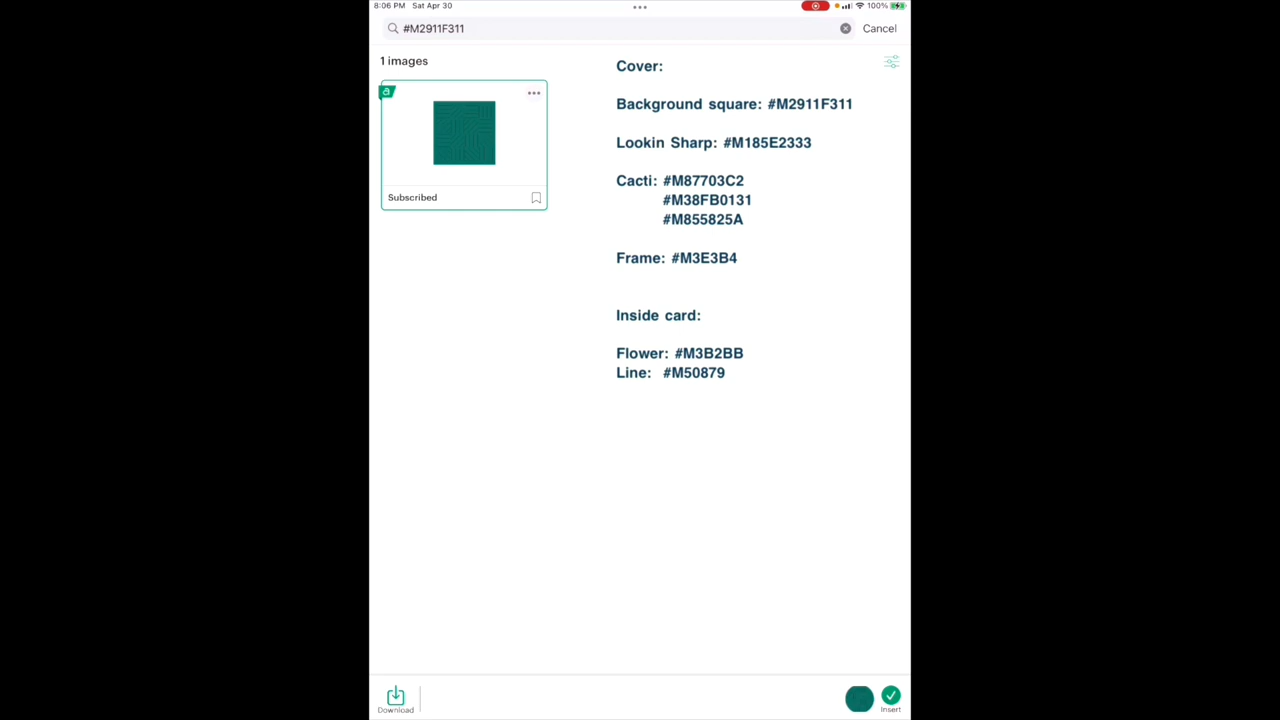 8:06 PM Sat Apr 30
100%
#M2911F311
Cancel
1 images
Subscribed
Cover:
Background square: #M2911F311
Lookin Sharp: #M185E2333
Cacti: #M87703C2
#M38FB0131
#M855825A
Frame: #M3E3B4
Inside card:
Flower: #M3B2BB
Line: #M50879
Download
Insert